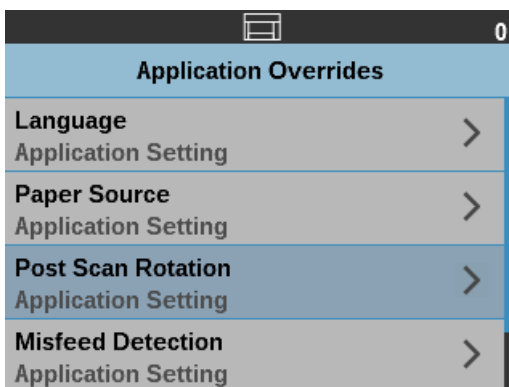 0
Application Overrides
Language
Application Setting
Paper Source
Application Setting
Post Scan Rotation
Application Setting
Misfeed Detection
Application Setting